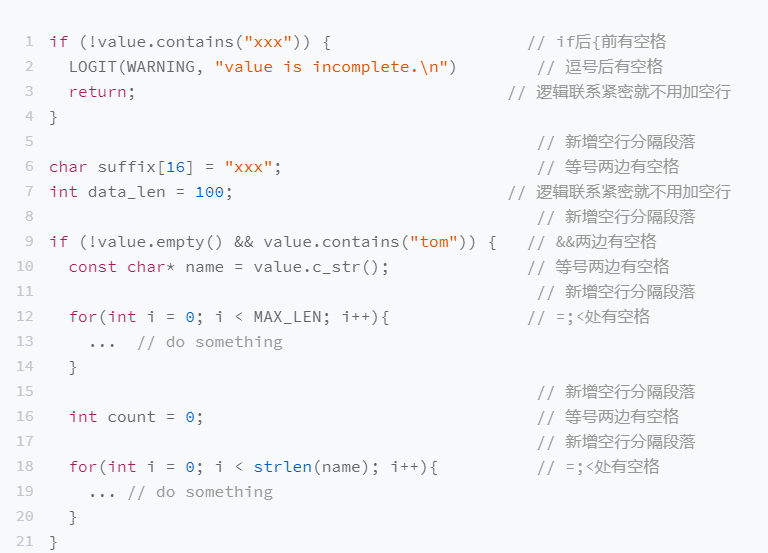 1 if (!value.contains("xxx")) { // if后{前有空格
2 LOGIT(WARNING, "value is incomplete.\n") // 逗号后有空格
3 return; // 逻辑联系紧密就不用加空行
4 }
5 // 新增空行分隔段落
6 char suffix[16] = "xxx"; // 等号两边有空格
7 int data_len = 100; // 逻辑联系紧密就不用加空行
8 // 新增空行分隔段落
9 if (!value.empty() && value.contains("tom")) { // &&两边有空格
10 const char* name = value.c_str(); // 等号两边有空格
11 // 新增空行分隔段落
12 for(int i = 0; i < MAX_LEN; i++){ // =;<处有空格
13 ... // do something
14 }
15 // 新增空行分隔段落
16 int count = 0; // 等号两边有空格
17 // 新增空行分隔段落
18 for(int i = 0; i < strlen(name); i++){ // =;<处有空格
19 ... // do something
20 }
21 }